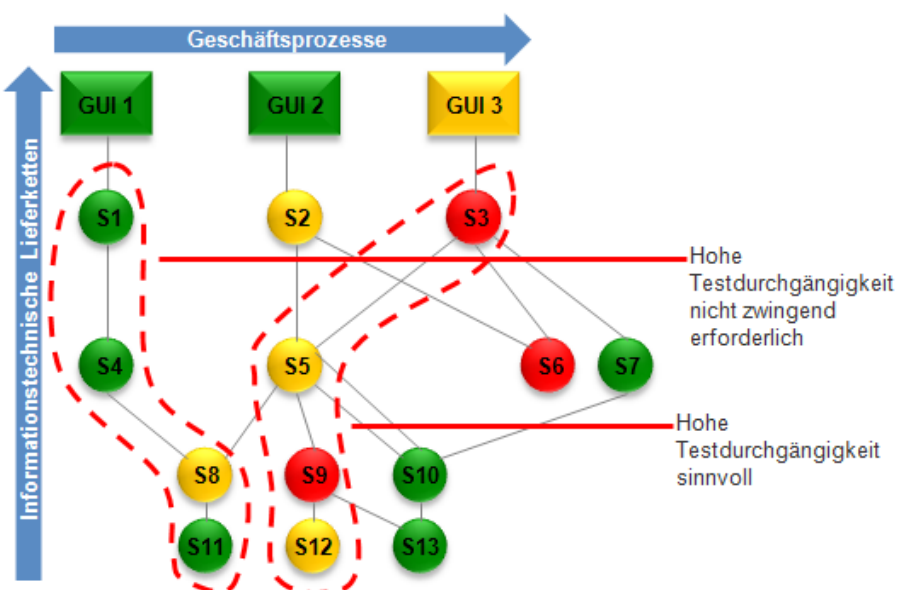 Geschäftsprozesse
Informationstechnische Lieferketten
GUI 1
GUI 2
GUI 3
S1
S2
S3
Hohe
Testdurchgängigkeit
nicht zwingend
erforderlich
S4
S5
S6
S7
Hohe
Testdurchgängigkeit
sinnvoll
S8
S9
S10
S11
S12
S13